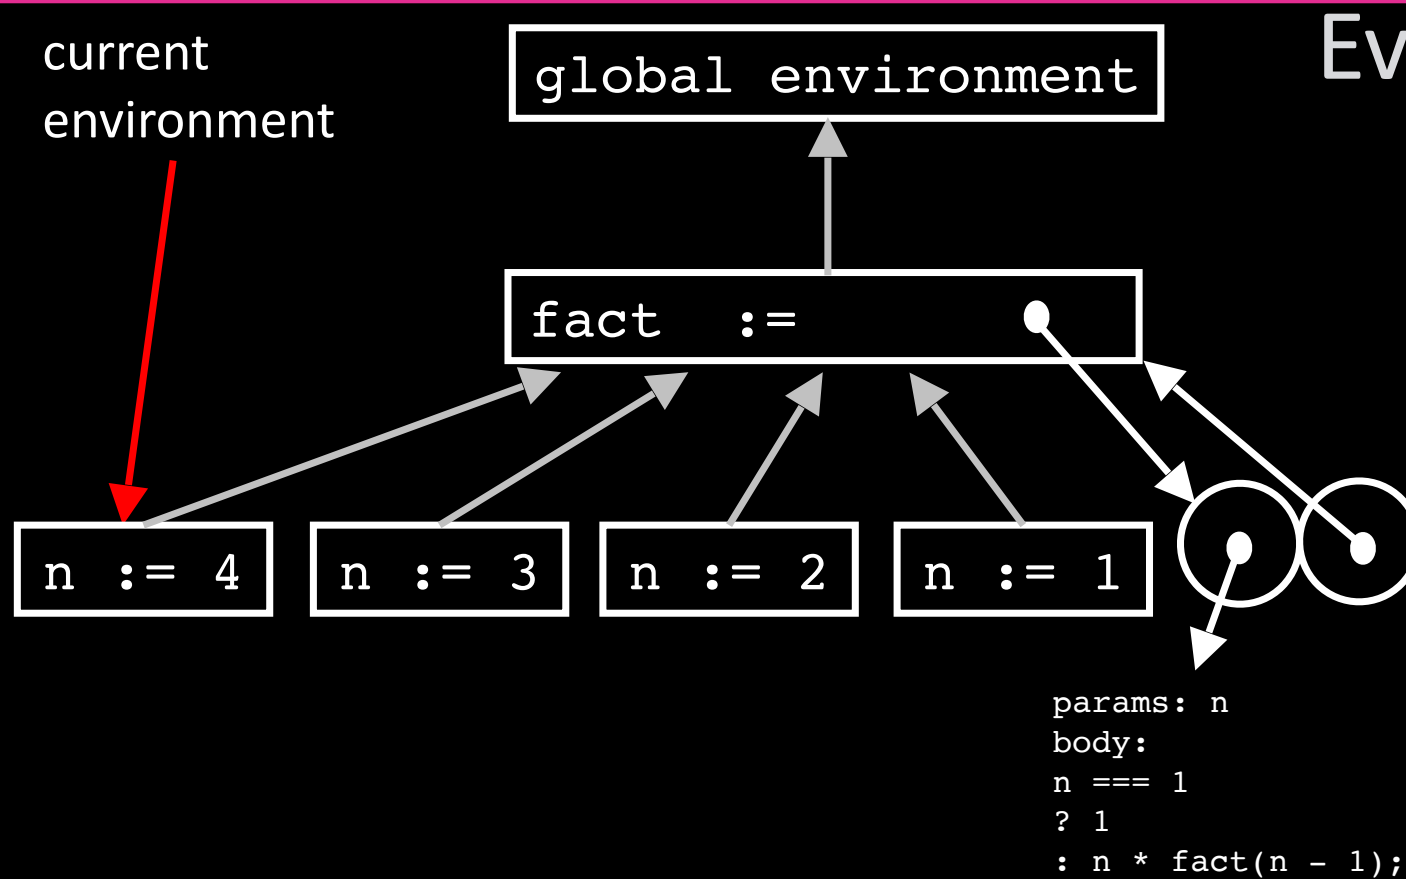 current
environment
global environment
Ev
fact := 
n := 4
n := 3
n := 2
n := 1
params: n
body:
n === 1
? 1
: n * fact(n - 1);